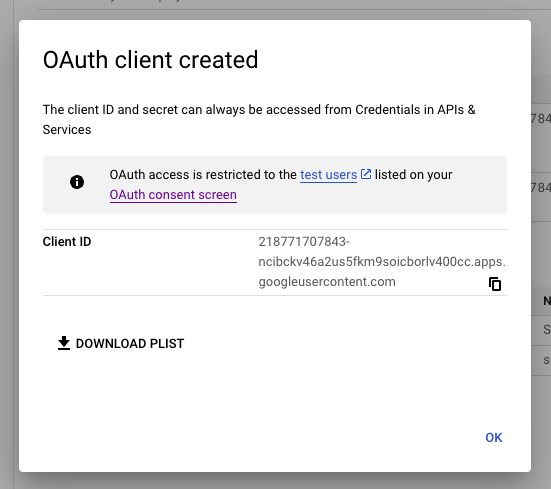 OAuth client created
The client ID and secret can always be accessed from Credentials in APIs &
Services
OAuth access is restricted to the test users listed on your
OAuth consent screen
Client ID
218771707843-
ncibckv46a2us5fkm9soicborlv400cc.apps.
googleusercontent.com
DOWNLOAD PLIST
OK
784
784
N
S
s